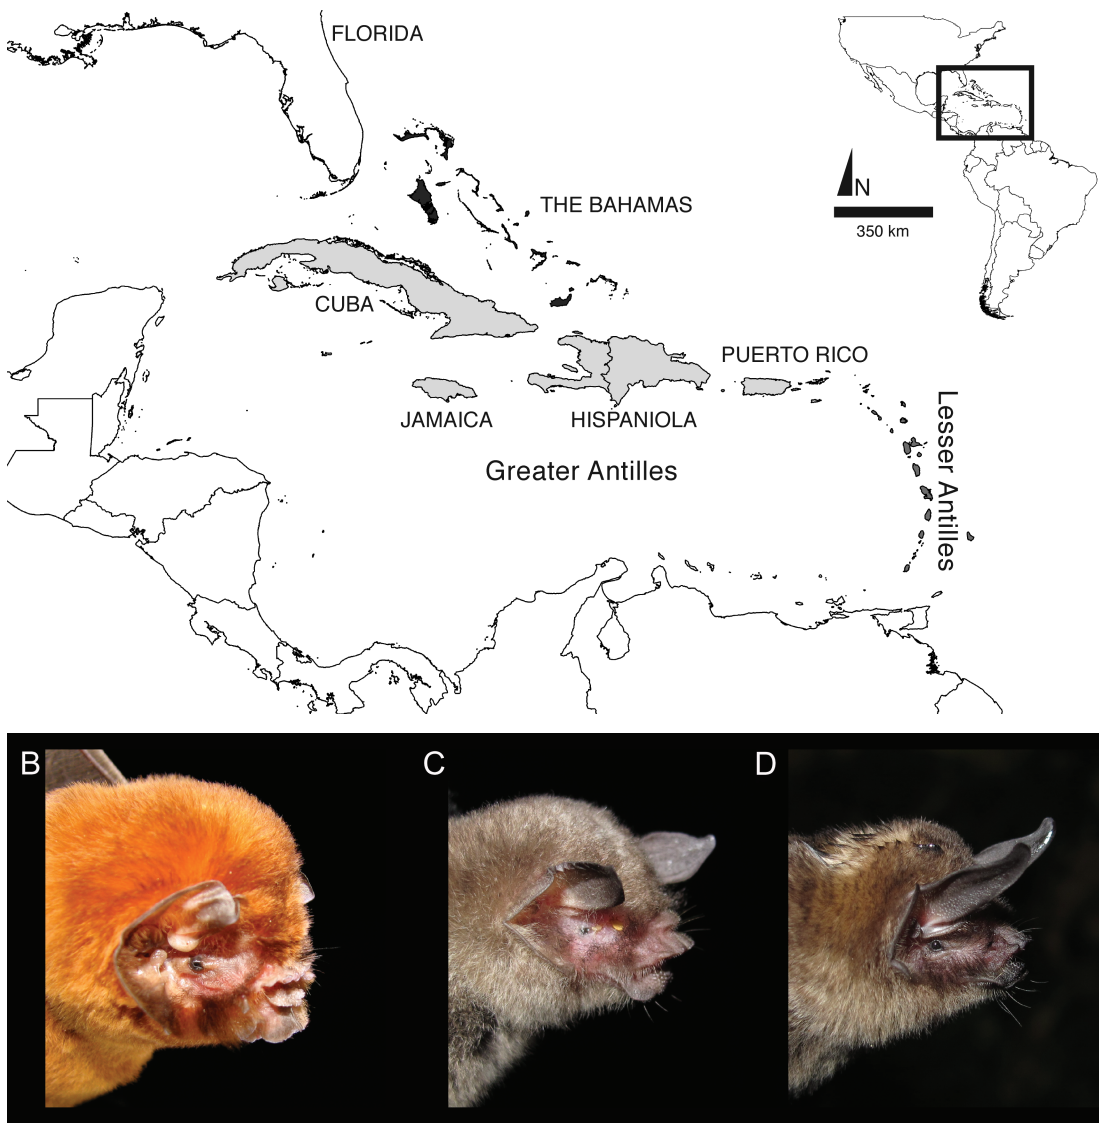 FLORIDA
N
350 km
THE BAHAMAS
CUBA
PUERTO RICO
JAMAICA
HISPANIOLA
Greater Antilles
Lesser Antilles
B
C
D